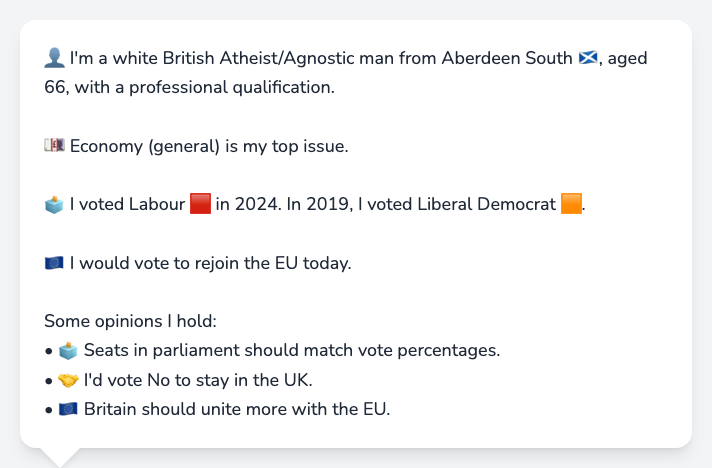 👤 I'm a white British Atheist/Agnostic man from Aberdeen South 🏴󠁧󠁢󠁳󠁣󠁴󠁿, aged
66, with a professional qualification.
💷 Economy (general) is my top issue.
🗳️ I voted Labour 🟥 in 2024. In 2019, I voted Liberal Democrat 🟧.
🇪🇺 I would vote to rejoin the EU today.
Some opinions I hold:
• 🗳️ Seats in parliament should match vote percentages.
• 🤝 I'd vote No to stay in the UK.
• 🇪🇺 Britain should unite more with the EU.